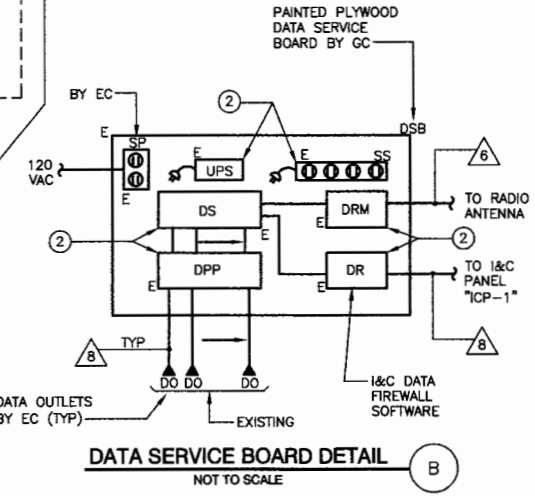 PAINTED PLYWOOD
DATA SERVICE
BOARD BY GC
BY EC
2
E
SP
DSB
E
UPS
E
SS
6
120
VAC
E
DS
DRM
E
TO RADIO
ANTENNA
2
E
2
DPP
E
DR
E
TO I&C
PANEL
"ICP-1"
8
TYP
8
DO DO DO
DATA OUTLETS
BY EC (TYP)
EXISTING
I&C DATA
FIREWALL
SOFTWARE
DATA SERVICE BOARD DETAIL
B
NOT TO SCALE